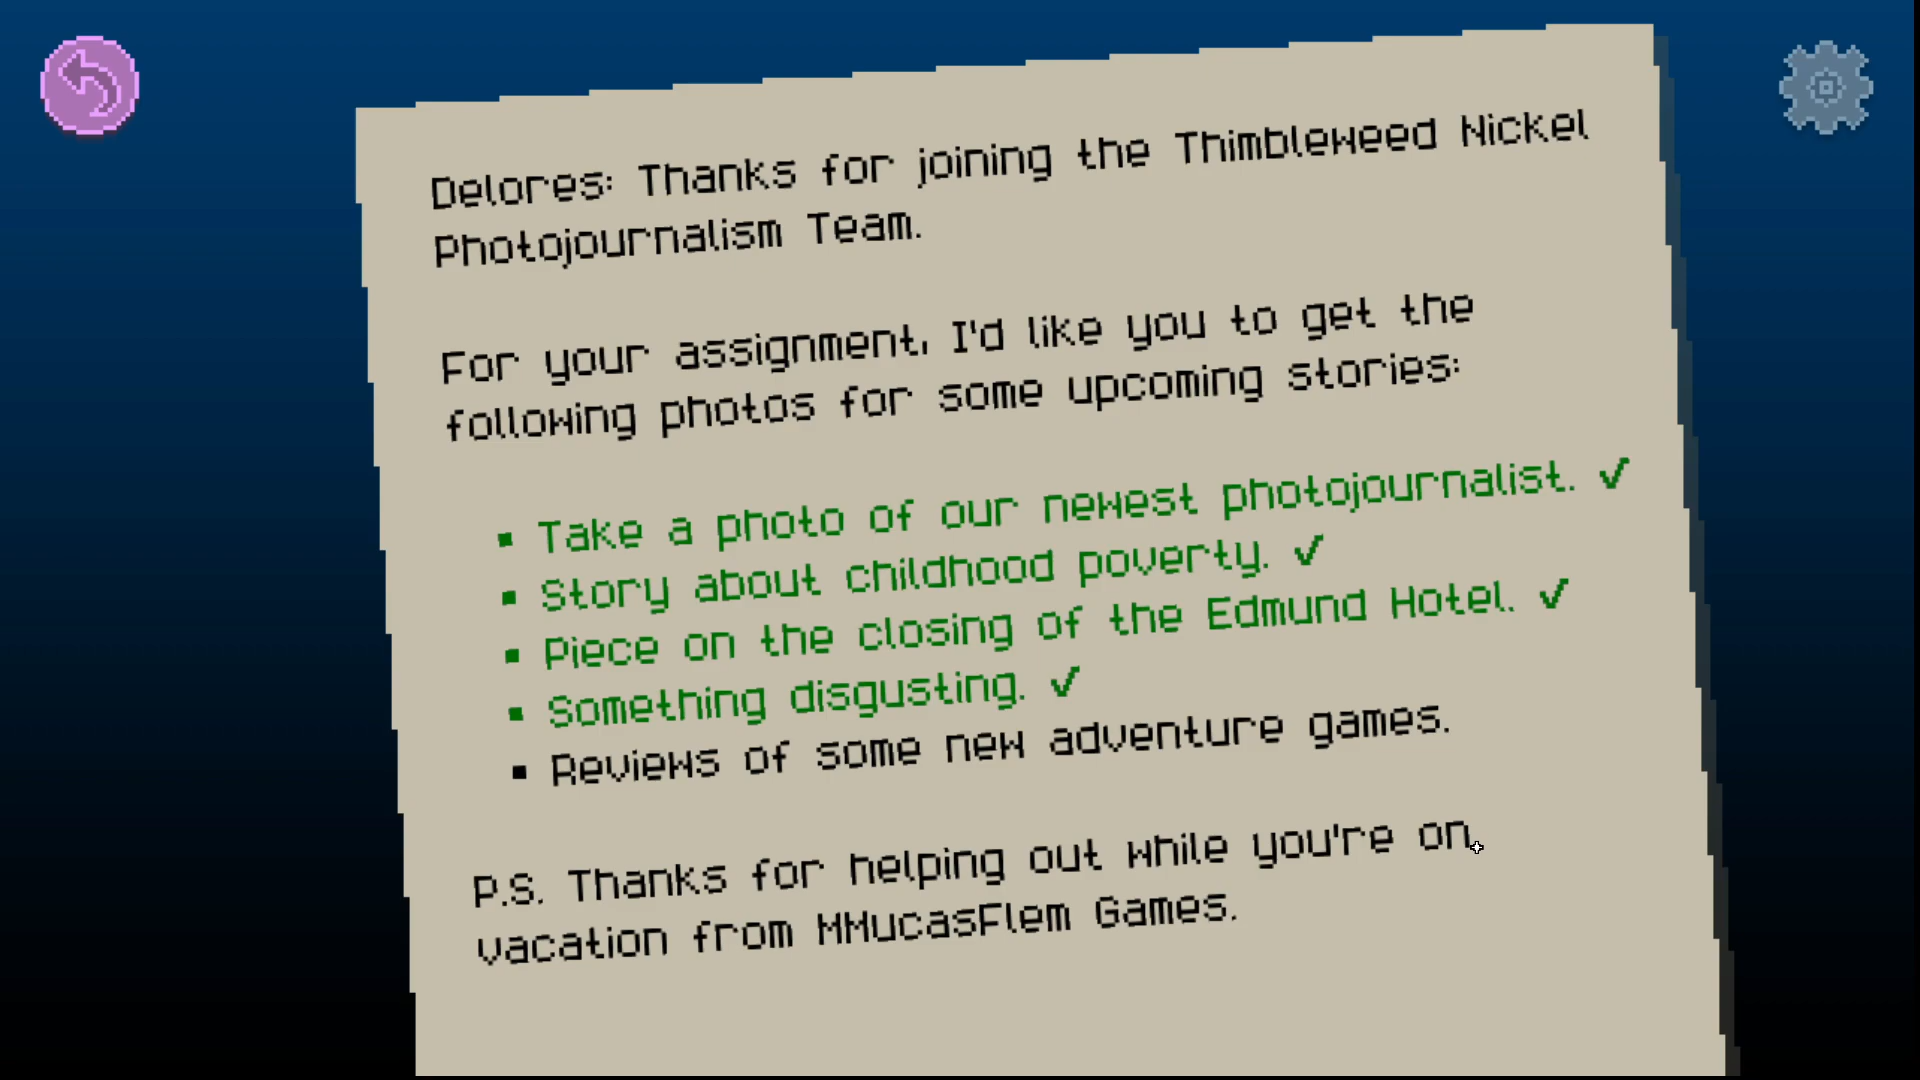 Delores: Thanks for joining the Thimbleweed Nickel
Photojournalism Team.
For your assignment, I'd like you to get the
following photos for some upcoming stories:
▪ Take a photo of our newest photojournalist. ✓
▪ Story about childhood poverty. ✓
▪ Piece on the closing of the Edmund Hotel. ✓
▪ Something disgusting. ✓
▪ Reviews of some new adventure games.
P.S. Thanks for helping out while you're on
vacation from MMucasFlem Games.